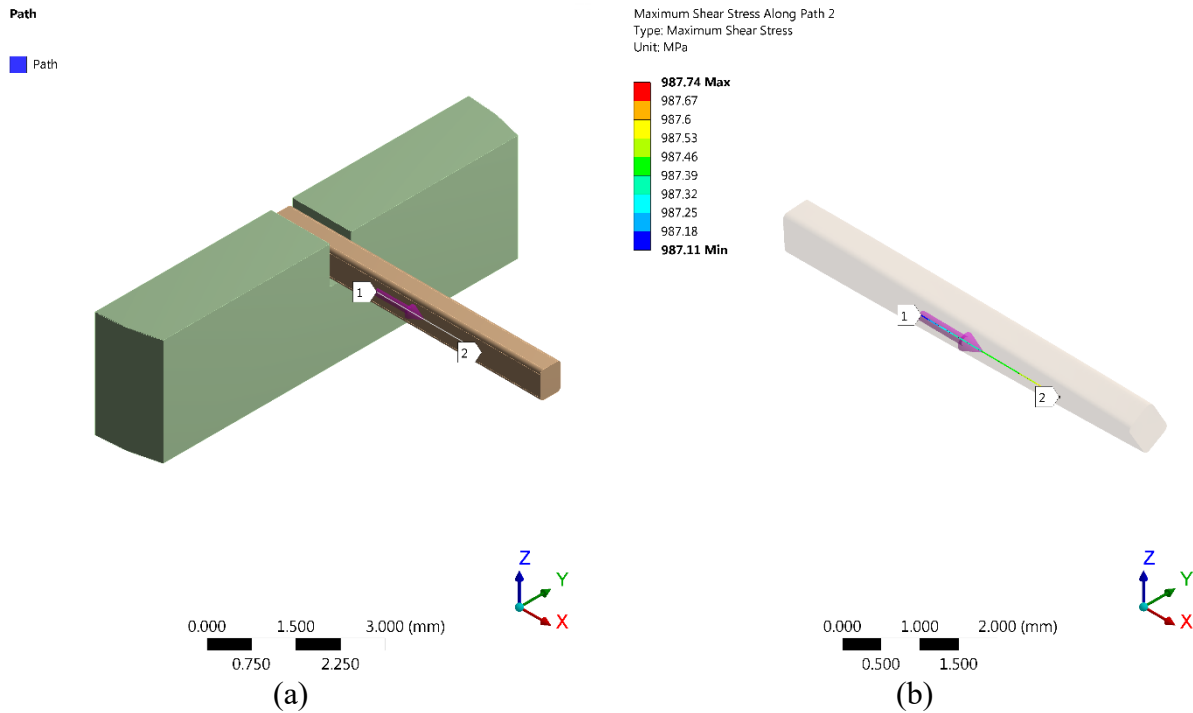 Path
Path
1
2
Z
Y
X
0.000 1.500 3.000 (mm)
0.750 2.250
(a)
Maximum Shear Stress Along Path 2
Type: Maximum Shear Stress
Unit: MPa
987.74 Max
987.67
987.6
987.53
987.46
987.39
987.32
987.25
987.18
987.11 Min
1
2
Z
Y
X
0.000 1.000 2.000 (mm)
0.500 1.500
(b)